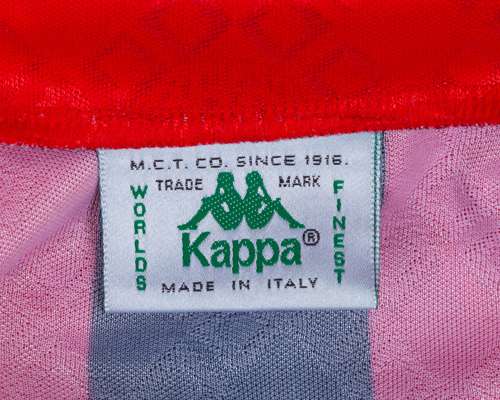 M.C.T. CO. SINCE 1916.
TRADE MARK
WORLDS
FINEST
Kappa®
MADE IN ITALY